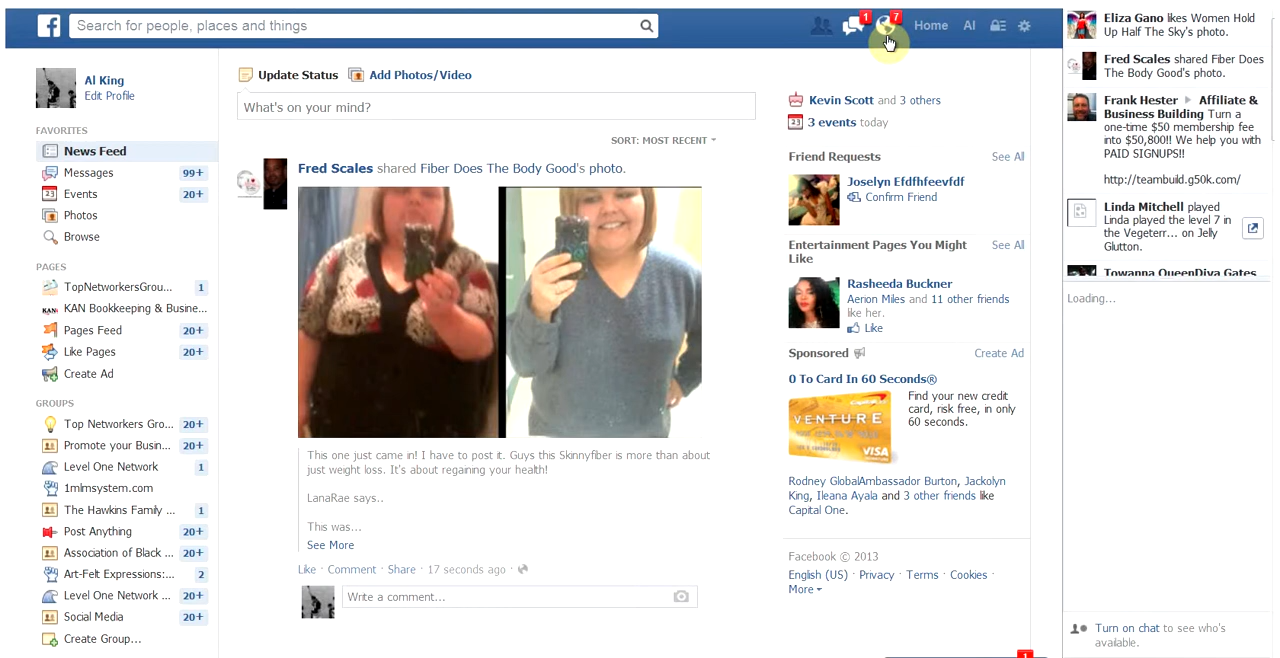 Search for people, places and things
1
7
Home
Al
Al King
Edit Profile
FAVORITES
News Feed
Messages 99+
Events 20+
Photos
Browse
PAGES
TopNetworkersGrou... 1
KAN Bookkeeping & Busine...
Pages Feed 20+
Like Pages 20+
Create Ad
GROUPS
Top Networkers Gro... 20+
Promote your Busin... 20+
Level One Network 1
1mlmsystem.com
The Hawkins Family ... 1
Post Anything 20+
Association of Black ... 20+
Art-Felt Expressions:... 2
Level One Network ... 20+
Social Media 20+
Create Group...
Update Status
Add Photos/Video
What's on your mind?
SORT: MOST RECENT
Fred Scales shared Fiber Does The Body Good's photo.
This one just came in! I have to post it. Guys this Skinnyfiber is more than about
just weight loss. It's about regaining your health!
LanaRae says..
This was...
See More
Like · Comment · Share · 17 seconds ago ·
Write a comment...
Kevin Scott and 3 others
23 3 events today
Friend Requests See All
Joselyn Efdfhfeevfdf
Confirm Friend
Entertainment Pages You Might
Like
See All
Rasheeda Buckner
Aerion Miles and 11 other friends
like her.
Like
Sponsored Create Ad
0 To Card In 60 Seconds®
VENTURE
VISA
Find your new credit
card, risk free, in only
60 seconds.
Rodney GlobalAmbassador Burton, Jackolyn
King, Ileana Ayala and 3 other friends like
Capital One.
Facebook © 2013
English (US) · Privacy · Terms · Cookies ·
More
Eliza Gano likes Women Hold
Up Half The Sky's photo.
Fred Scales shared Fiber Does
The Body Good's photo.
Frank Hester ▶ Affiliate &
Business Building Turn a
one-time $50 membership fee
into $50,800!! We help you with
PAID SIGNUPS!!
http://teambuild.g50k.com/
Linda Mitchell played
Linda played the level 7 in
the Vegeterr... on Jelly
Glutton.
Towanna QueenDiva Gates
Loading...
Turn on chat to see who's
available.
1